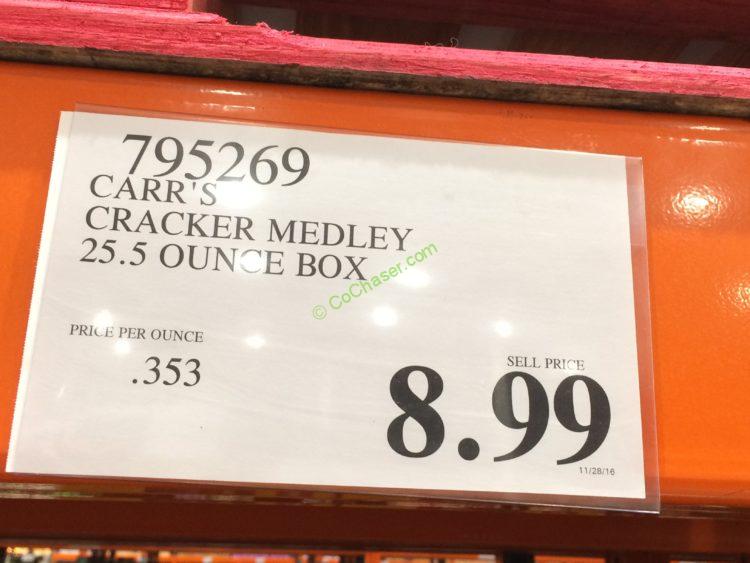 795269
CARR'S
CRACKER MEDLEY
25.5 OUNCE BOX
© CoChaser.com
PRICE PER OUNCE
.353
SELL PRICE
8.99
11/28/16